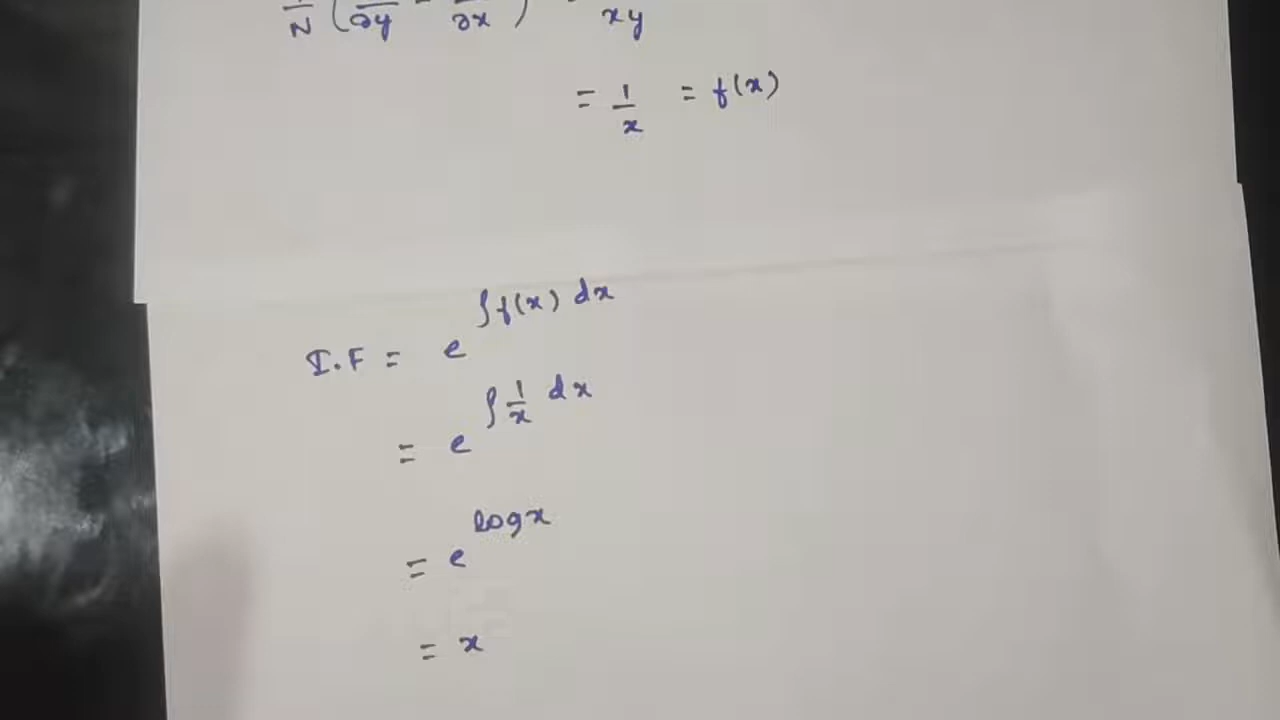 1/N (∂y - ∂x) = xy
= 1/x = f(x)
I.F = e^∫f(x) dx
= e^∫1/x dx
= e^logx
= x